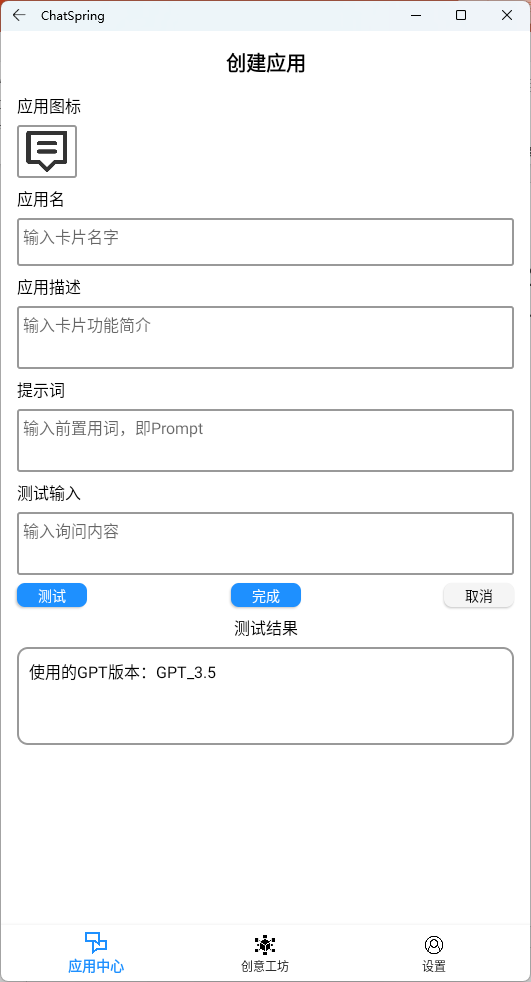 ChatSpring
创建应用
应用图标
应用名
输入卡片名字
应用描述
输入卡片功能简介
提示词
输入前置用词，即Prompt
测试输入
输入询问内容
测试 完成 取消
测试结果
使用的GPT版本：GPT_3.5
应用中心 创意工坊 设置